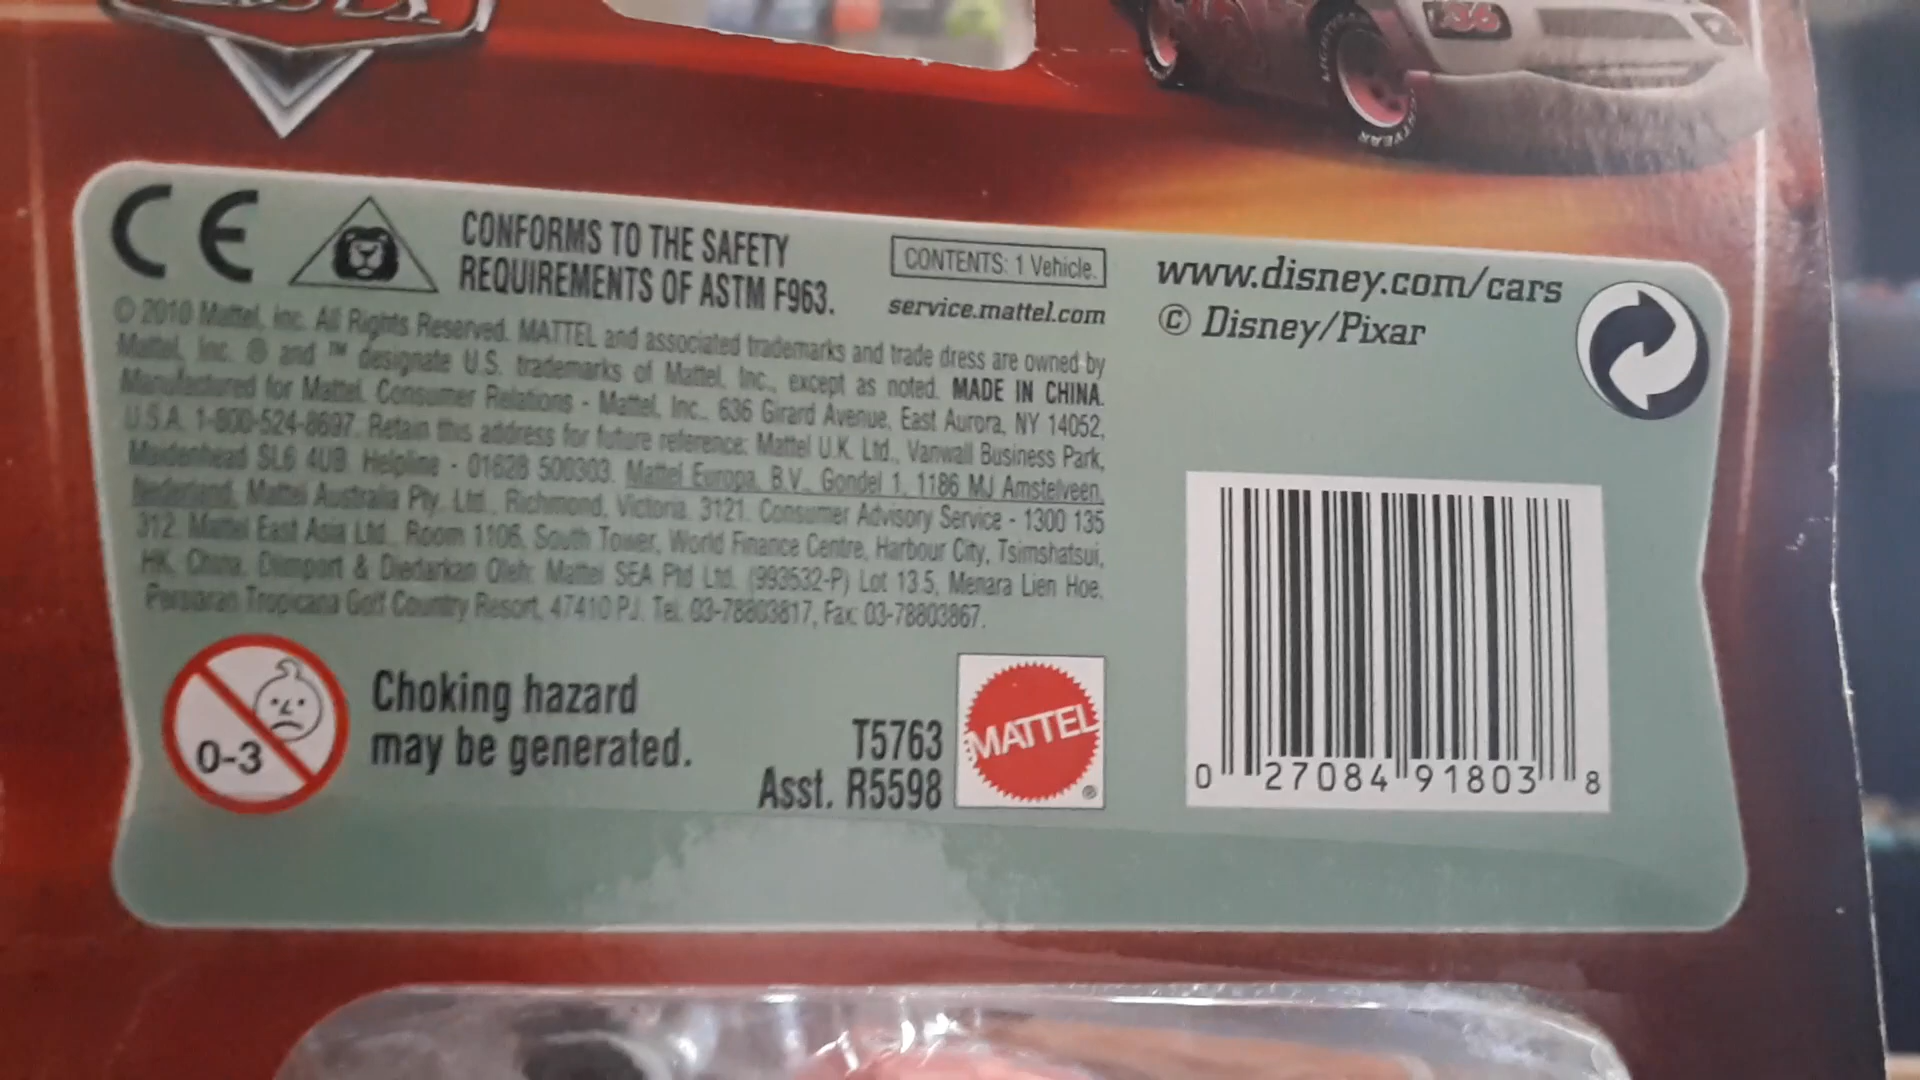 CE
CONFORMS TO THE SAFETY
REQUIREMENTS OF ASTM F963.
CONTENTS: 1 Vehicle.
service.mattel.com
© 2010 Mattel, Inc. All Rights Reserved. MATTEL and associated trademarks and trade dress are owned by
Mattel, Inc. ® and ™ designate U.S. trademarks of Mattel, Inc., except as noted. MADE IN CHINA.
Manufactured for Mattel. Consumer Relations - Mattel, Inc., 636 Girard Avenue, East Aurora, NY 14052,
U.S.A. 1-800-524-8697. Retain this address for future reference: Mattel U.K. Ltd., Vanwall Business Park,
Maidenhead SL6 4UB. Helpline - 01628 500303. Mattel Europa, B.V., Gondel 1, 1186 MJ Amstelveen,
Nederland. Mattel Australia Pty. Ltd., Richmond, Victoria. 3121. Consumer Advisory Service - 1300 135
312. Mattel East Asia Ltd., Room 1106, South Tower, World Finance Centre, Harbour City, Tsimshatsui,
HK, China. Diimport & Diedarkan Oleh: Mattel SEA Ptd Ltd. (993532-P) Lot 13.5, Menara Lien Hoe,
Persiaran Tropicana Golf Country Resort, 47410 PJ. Tel. 03-78803817, Fax: 03-78803867.
0-3
Choking hazard
may be generated.
T5763
Asst. R5598
MATTEL
®
www.disney.com/cars
© Disney/Pixar
0 27084 91803 8